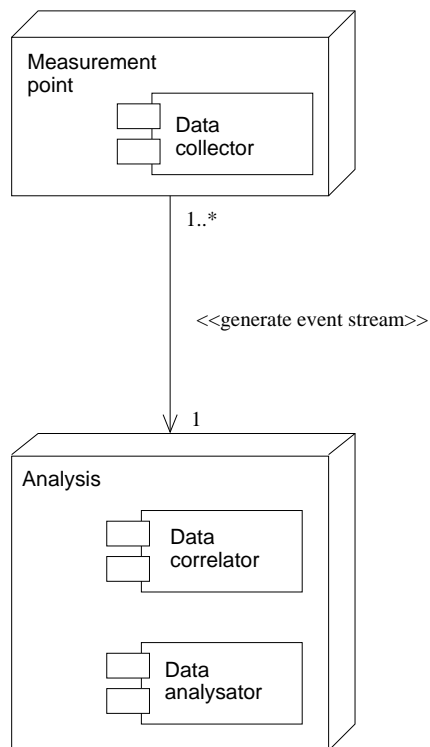 Measurement
point
Data
collector
1..*
<<generate event stream>>
1
Analysis
Data
correlator
Data
analysator